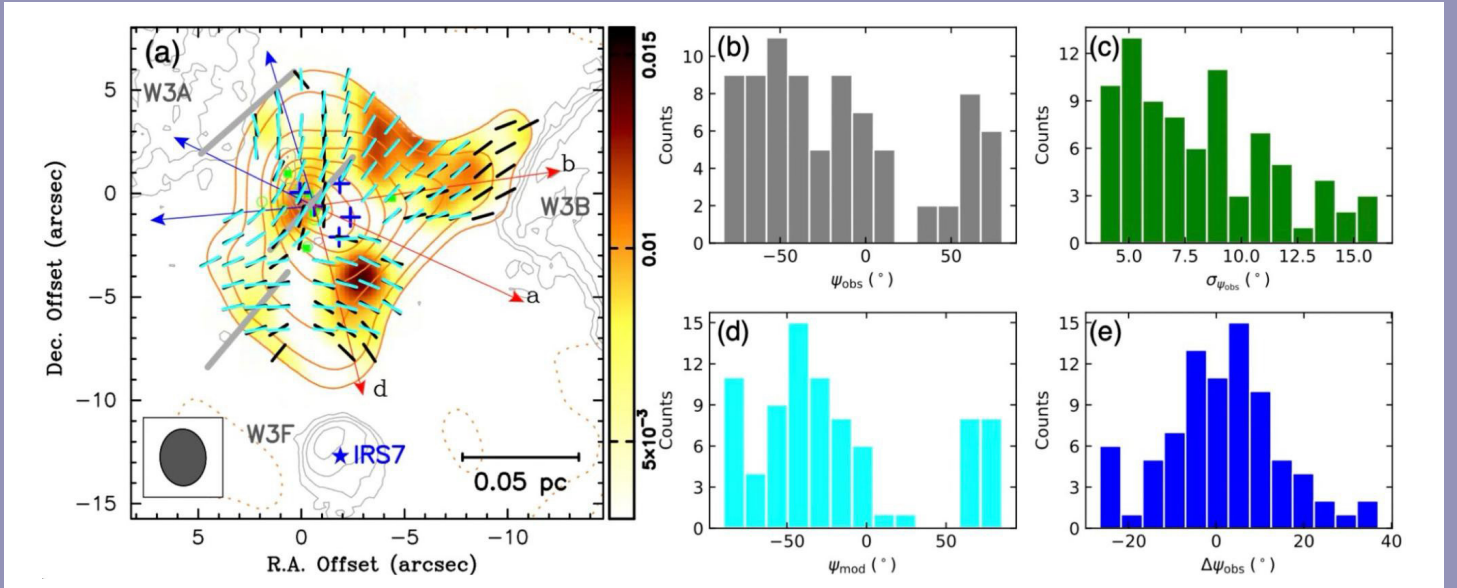 (a)
W3A
W3B
W3F
IRS7
a
b
d
0.05 pc
5
0
−5
−10
−15
Dec. Offset (arcsec)
5
0
−5
−10
R.A. Offset (arcsec)
0.015
0.01
5×10⁻³
(b)
10
8
6
4
2
0
Counts
−50
0
50
ψobs (°)
(c)
12
9
6
3
0
Counts
5.0
7.5
10.0
12.5
15.0
σψobs (°)
(d)
15
12
9
6
3
0
Counts
−50
0
50
ψmod (°)
(e)
15
12
9
6
3
0
Counts
−20
0
20
40
Δψobs (°)